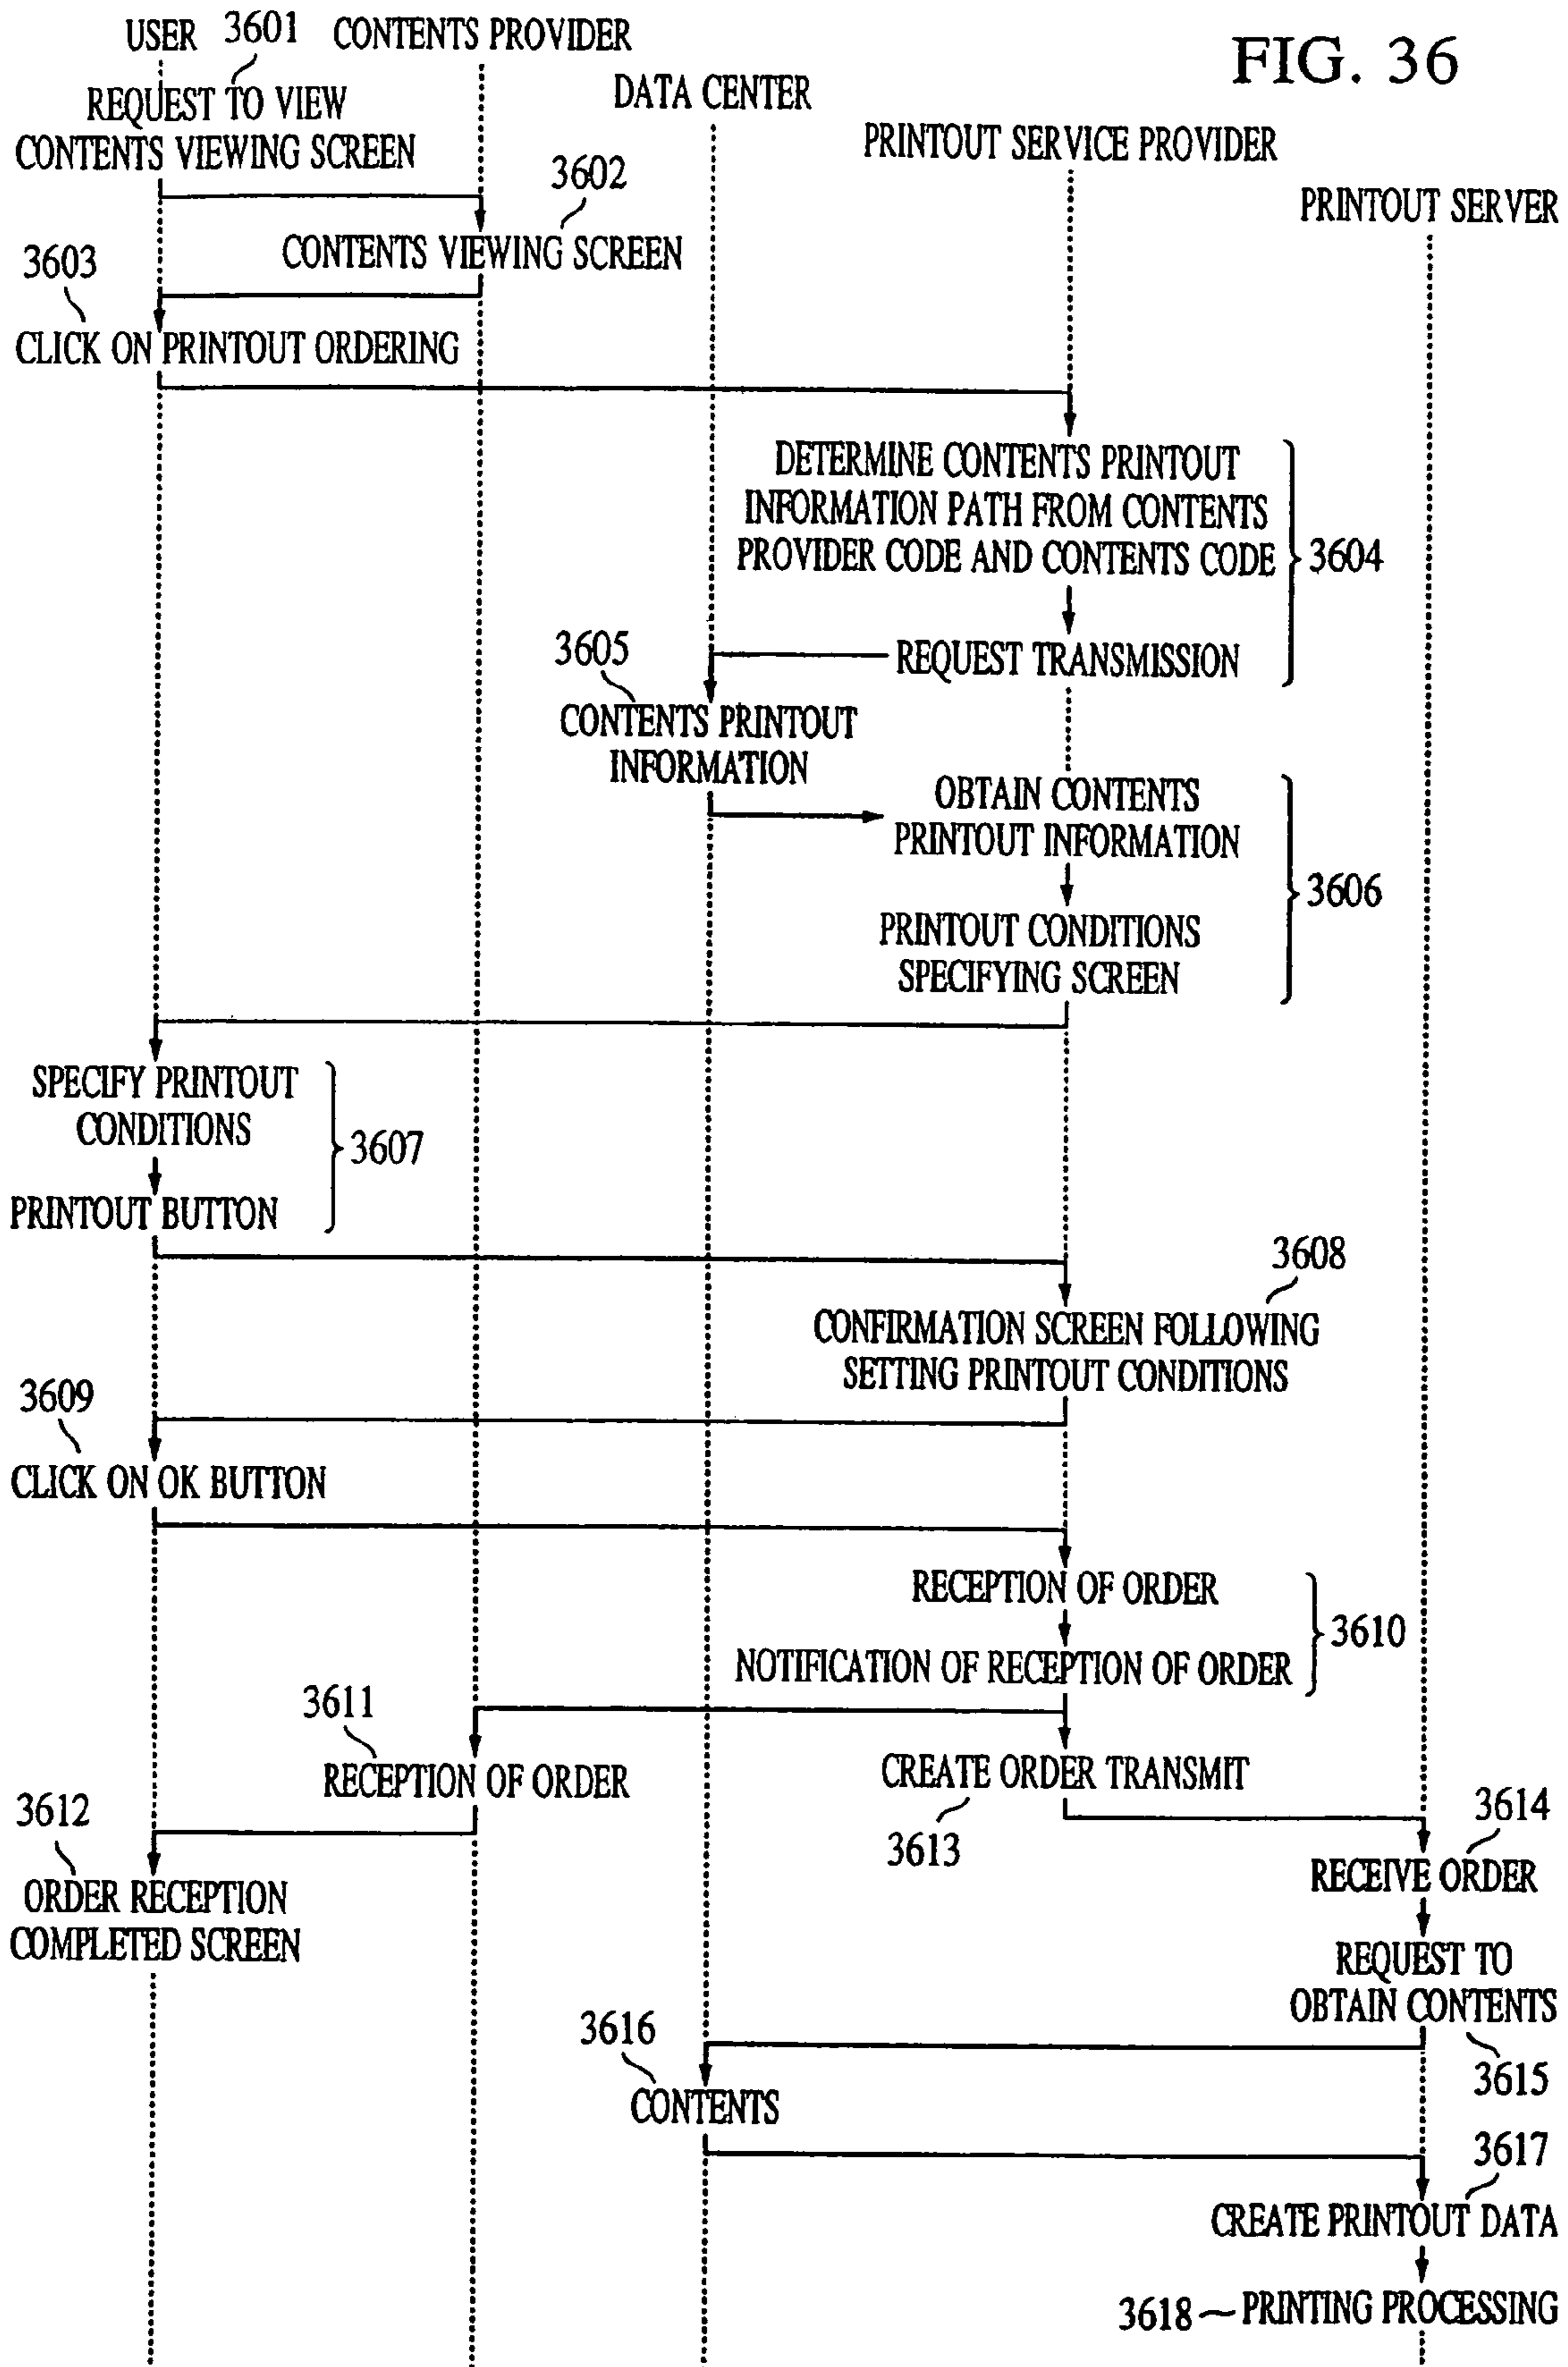 FIG. 36
USER
3601
CONTENTS PROVIDER
DATA CENTER
PRINTOUT SERVICE PROVIDER
PRINTOUT SERVER
REQUEST TO VIEW
CONTENTS VIEWING SCREEN
3602
CONTENTS VIEWING SCREEN
3603
CLICK ON PRINTOUT ORDERING
DETERMINE CONTENTS PRINTOUT
INFORMATION PATH FROM CONTENTS
PROVIDER CODE AND CONTENTS CODE
3604
REQUEST TRANSMISSION
3605
CONTENTS PRINTOUT
INFORMATION
OBTAIN CONTENTS
PRINTOUT INFORMATION
3606
PRINTOUT CONDITIONS
SPECIFYING SCREEN
SPECIFY PRINTOUT
CONDITIONS
3607
PRINTOUT BUTTON
3608
CONFIRMATION SCREEN FOLLOWING
SETTING PRINTOUT CONDITIONS
3609
CLICK ON OK BUTTON
RECEPTION OF ORDER
3610
NOTIFICATION OF RECEPTION OF ORDER
3611
RECEPTION OF ORDER
CREATE ORDER TRANSMIT
3613
3612
ORDER RECEPTION
COMPLETED SCREEN
3614
RECEIVE ORDER
REQUEST TO
OBTAIN CONTENTS
3615
3616
CONTENTS
3617
CREATE PRINTOUT DATA
3618
PRINTING PROCESSING